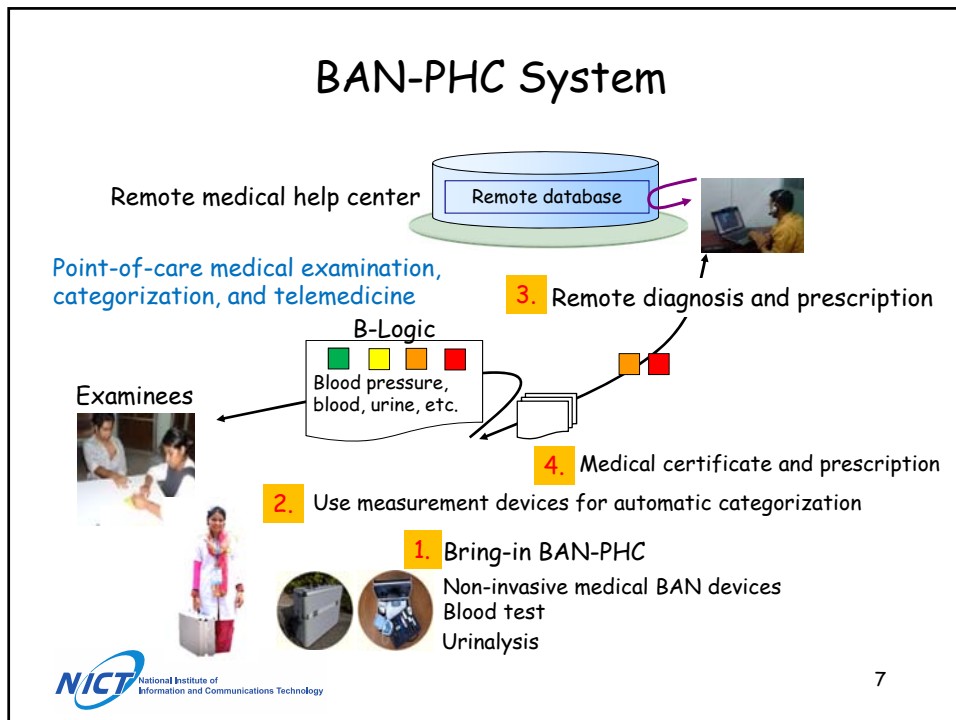 BAN-PHC System
Remote medical help center
Remote database
Point-of-care medical examination,
categorization, and telemedicine
3. Remote diagnosis and prescription
B-Logic
Blood pressure,
blood, urine, etc.
Examinees
4. Medical certificate and prescription
2. Use measurement devices for automatic categorization
1. Bring-in BAN-PHC
Non-invasive medical BAN devices
Blood test
Urinalysis
NICT National Institute of
Information and Communications Technology
7